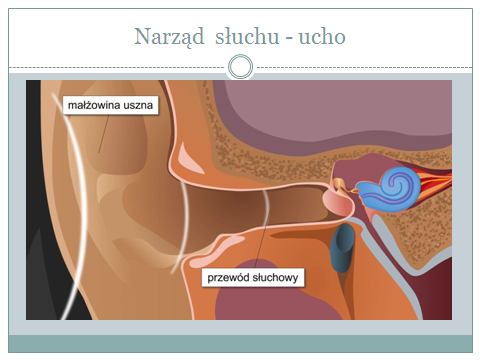 Narząd słuchu - ucho
małżowina uszna
przewód słuchowy